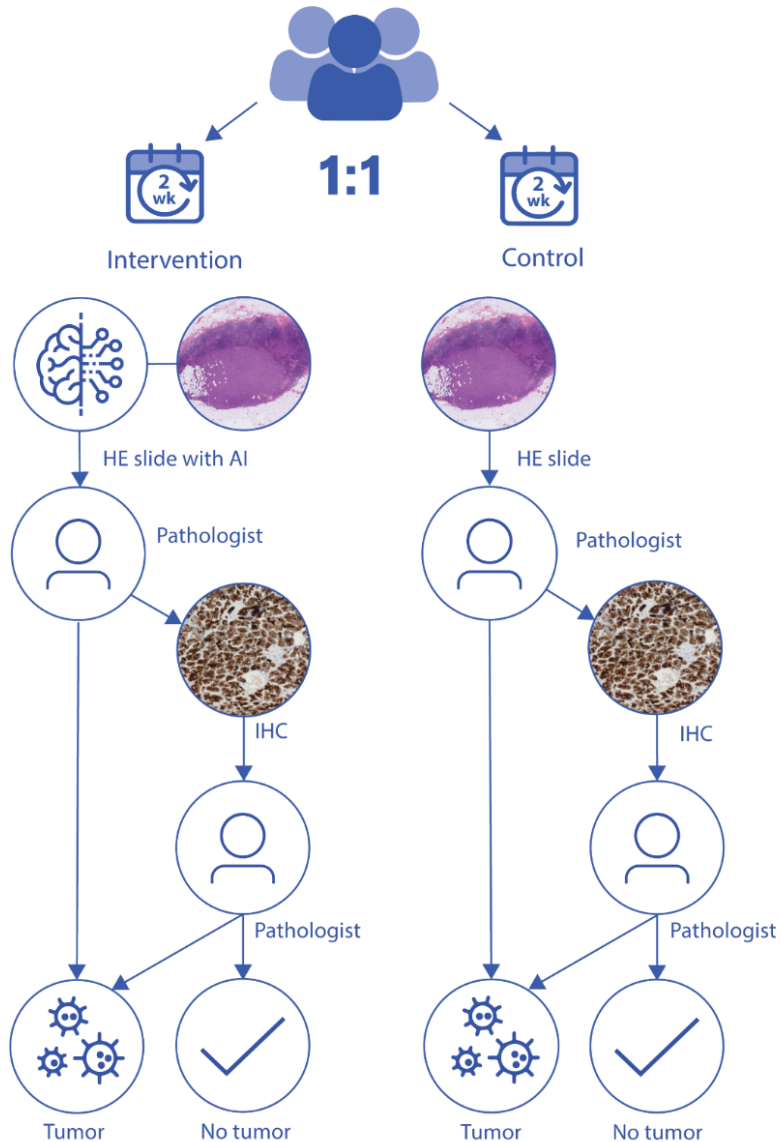 1:1
2
wk
2
wk
Intervention
Control
HE slide with AI
HE slide
Pathologist
Pathologist
IHC
IHC
Pathologist
Pathologist
Tumor
No tumor
Tumor
No tumor